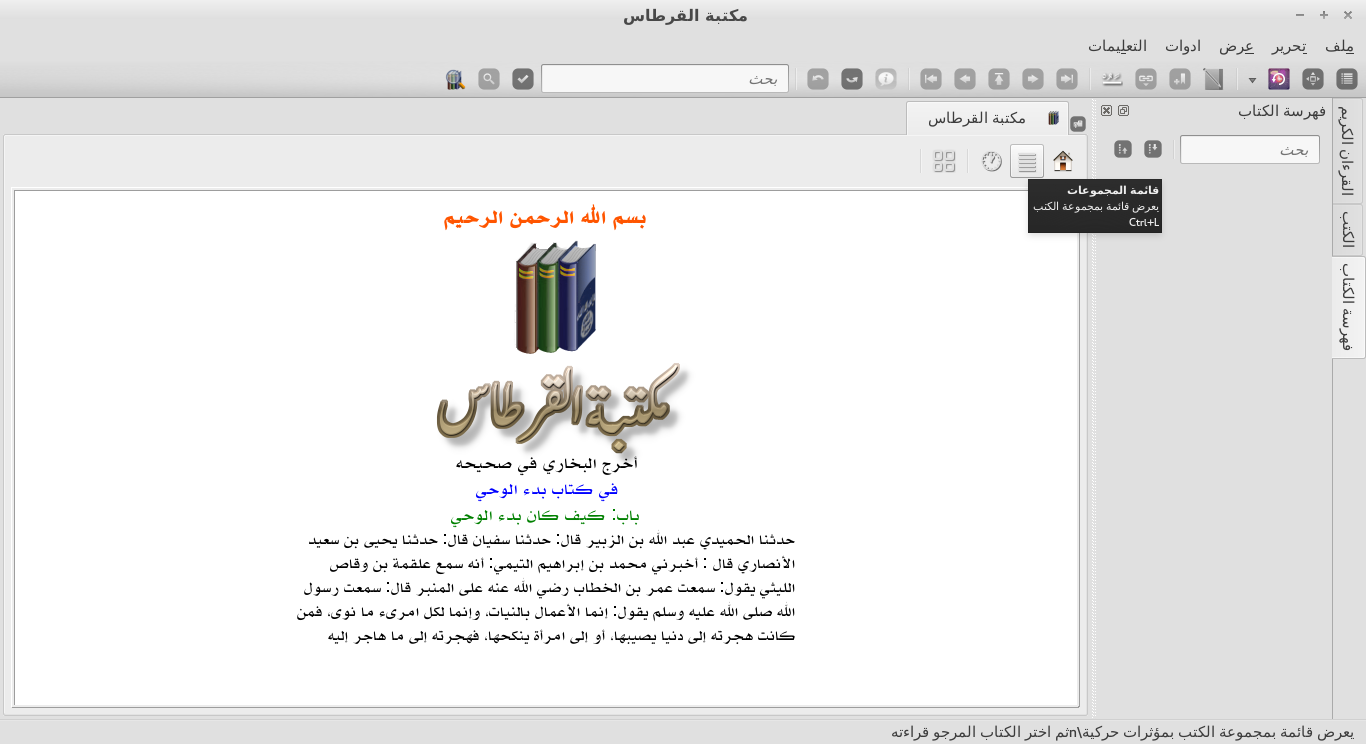 مكتبة القرطاس
ملف
تحرير
عرض
ادوات
التعليمات
بحث
فهرسة الكتاب
بحث
القرءان الكريم
الكتب
فهرسة الكتاب
مكتبة القرطاس
قائمة المجموعات
يعرض قائمة بمجموعة الكتب
Ctrl+L
بسم الله الرحمن الرحيم
مكتبة القرطاس
أخرج البخاري في صحيحه
في كتاب بدء الوحي
باب: كيف كان بدء الوحي
حدثنا الحميدي عبد الله بن الزبير قال: حدثنا سفيان قال: حدثنا يحيى بن سعيد
الأنصاري قال : أخبرني محمد بن إبراهيم التيمي: أنه سمع علقمة بن وقاص
الليثي يقول: سمعت عمر بن الخطاب رضي الله عنه على المنبر قال: سمعت رسول
الله صلى الله عليه وسلم يقول: إنما الأعمال بالنيات، وإنما لكل امرىء ما نوى، فمن
كانت هجرته إلى دنيا يصيبها، أو إلى امرأة ينكحها، فهجرته إلى ما هاجر إليه
يعرض قائمة بمجموعة الكتب بمؤثرات حركية\nثم اختر الكتاب المرجو قراءته